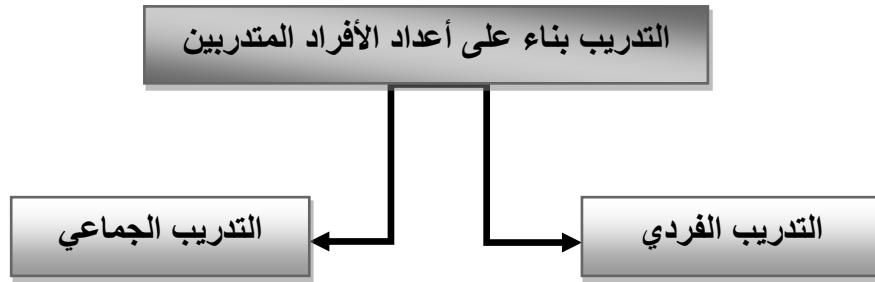 التدريب بناء على أعداد الأفراد المتدربين
التدريب الفردي
التدريب الجماعي